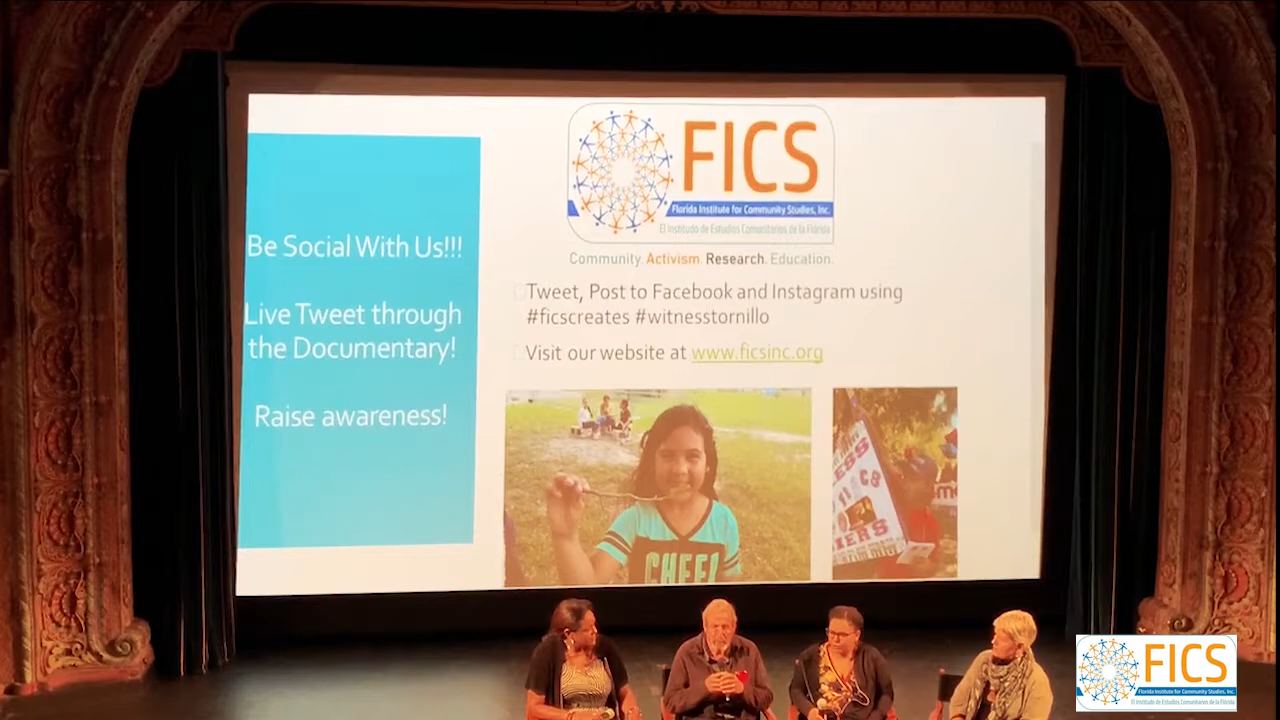 Be Social With Us!!!
Live Tweet through
the Documentary!
Raise awareness!
FICS
Florida Institute for Community Studies, Inc.
El Instituto de Estudios Comunitarios de la Florida
Community. Activism. Research. Education.
Tweet, Post to Facebook and Instagram using
#ficscreates #witnesstornillo
Visit our website at www.ficsinc.org
CHEER
FICS
Florida Institute for Community Studies, Inc.
El Instituto de Estudios Comunitarios de la Florida